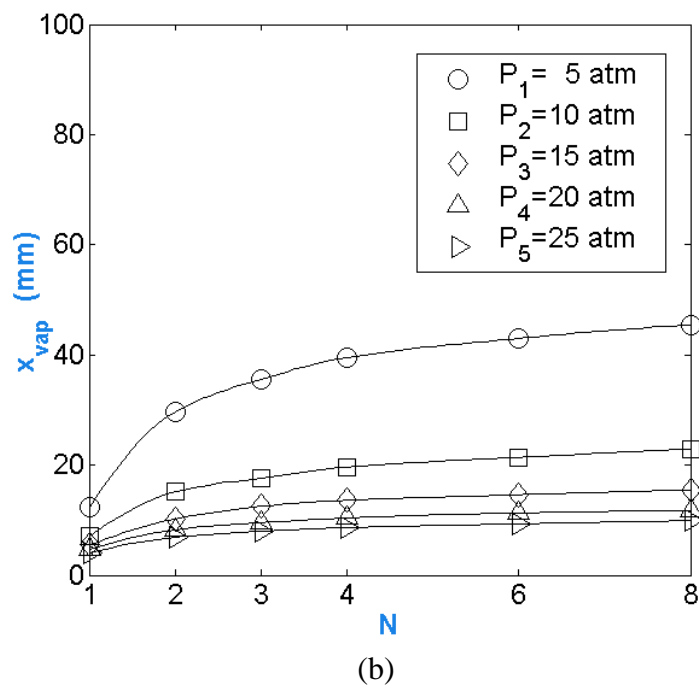 100
80
60
40
20
0
x_vap (mm)
P_1= 5 atm
P_2=10 atm
P_3=15 atm
P_4=20 atm
P_5=25 atm
1 2 3 4 6 8
N
(b)